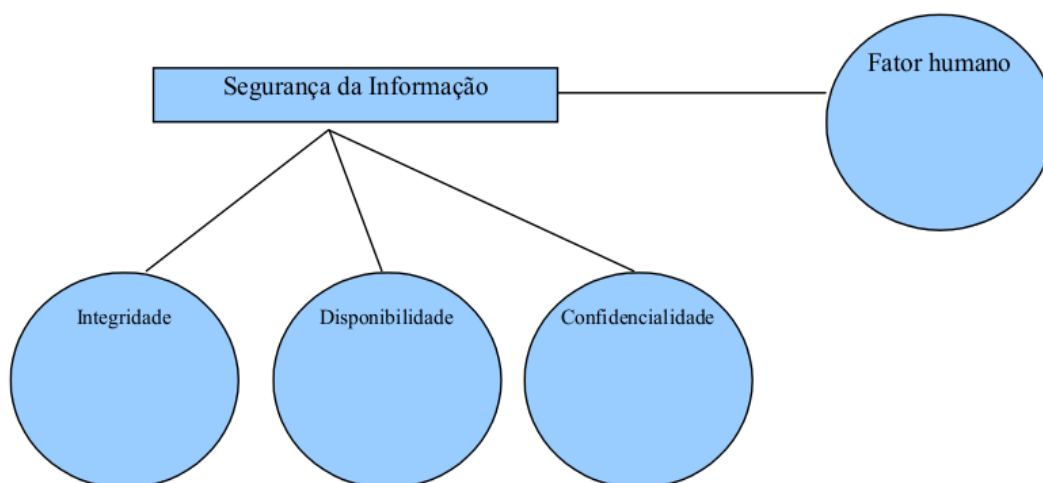 Fator humano
Segurança da Informação
Integridade
Disponibilidade
Confidencialidade